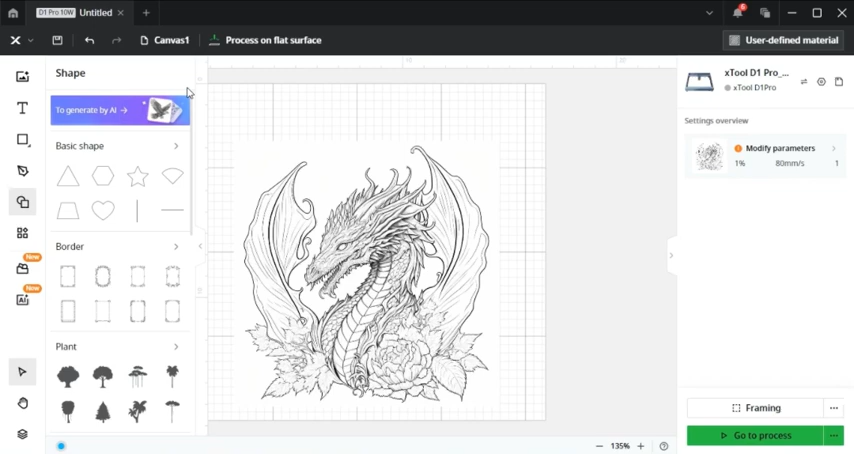 D1 Pro 10W Untitled
6
Canvas1
Process on flat surface
User-defined material
Shape
To generate by AI →
Basic shape
Border
New
New
Plant
xTool D1 Pro_...
xTool D1Pro
Settings overview
Modify parameters
1% 80mm/s 1
Framing
Go to process
135%